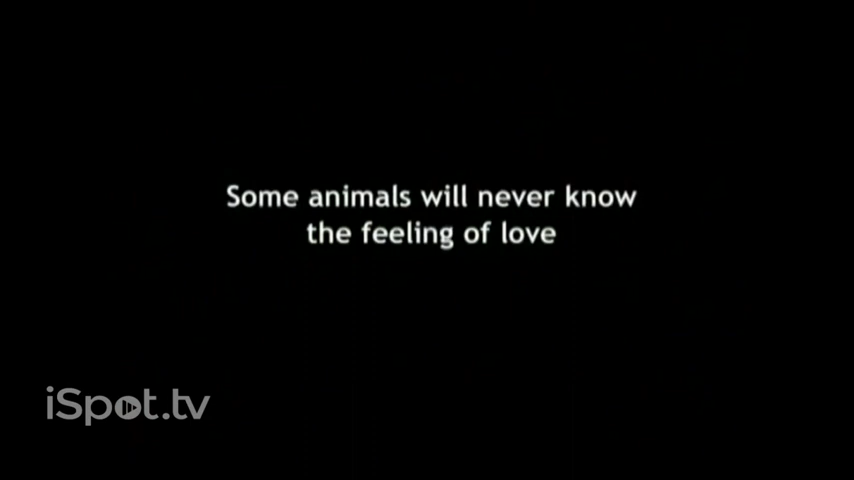 Some animals will never know
the feeling of love
iSpot.tv